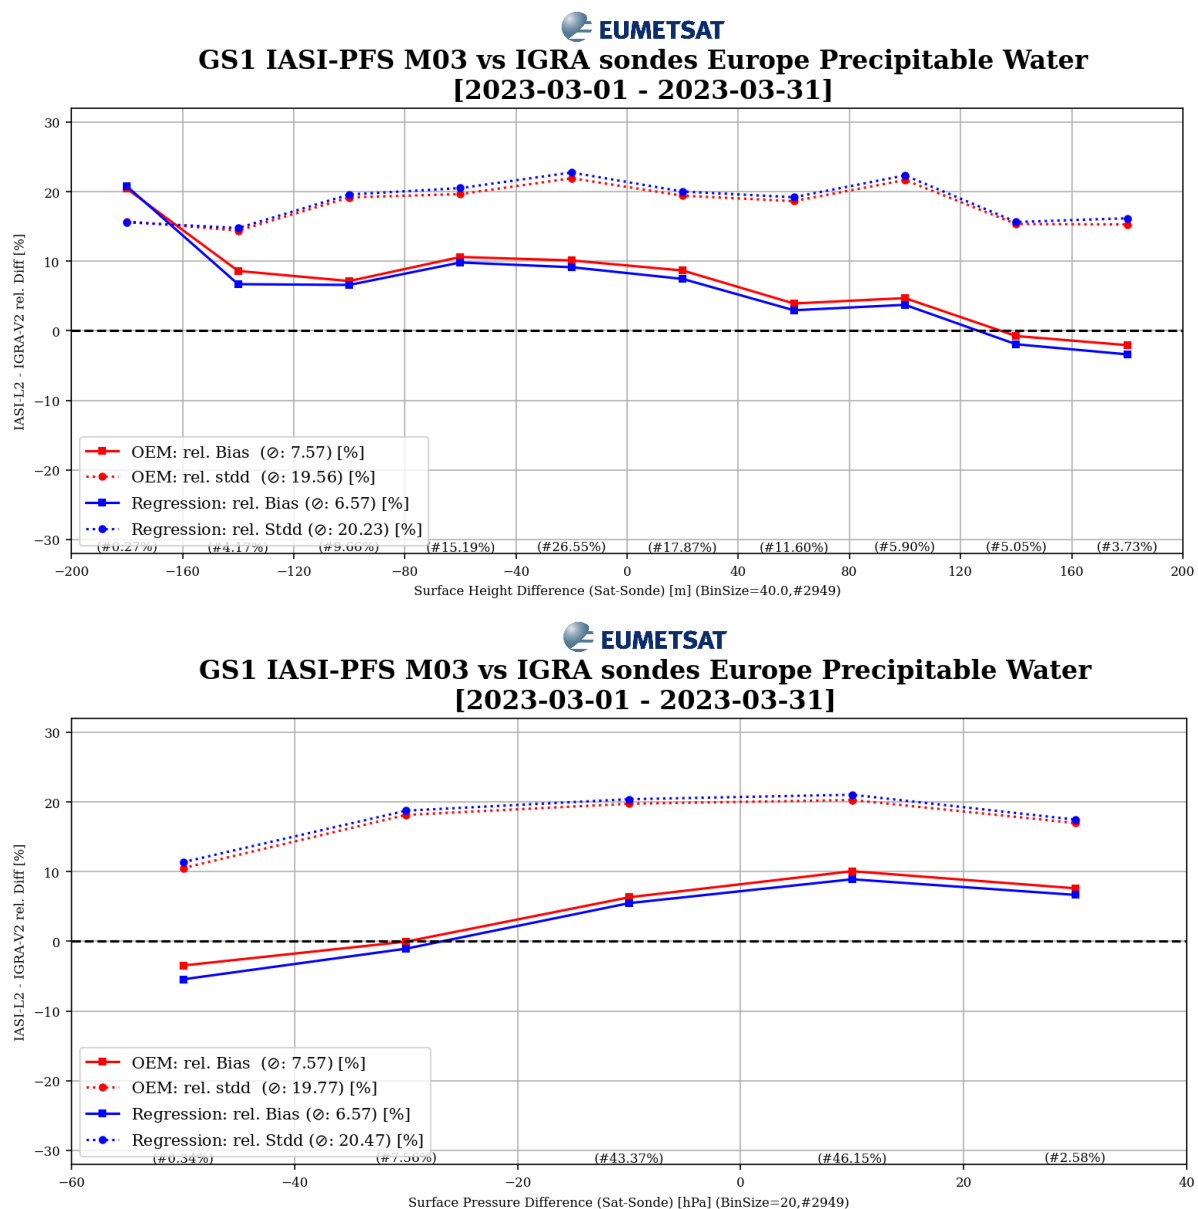 EUMETSAT
GS1 IASI-PFS M03 vs IGRA sondes Europe Precipitable Water
[2023-03-01 - 2023-03-31]
30
20
10
0
−10
−20
−30
IASI-L2 - IGRA-V2 rel. Diff [%]
OEM: rel. Bias (⊘: 7.57) [%]
OEM: rel. stdd (⊘: 19.56) [%]
Regression: rel. Bias (⊘: 6.57) [%]
Regression: rel. Stdd (⊘: 20.23) [%]
(#0.27%) (#4.17%) (#9.66%) (#15.19%) (#26.55%) (#17.87%) (#11.60%) (#5.90%) (#5.05%) (#3.73%)
−200 −160 −120 −80 −40 0 40 80 120 160 200
Surface Height Difference (Sat-Sonde) [m] (BinSize=40.0,#2949)
EUMETSAT
GS1 IASI-PFS M03 vs IGRA sondes Europe Precipitable Water
[2023-03-01 - 2023-03-31]
30
20
10
0
−10
−20
−30
IASI-L2 - IGRA-V2 rel. Diff [%]
OEM: rel. Bias (⊘: 7.57) [%]
OEM: rel. stdd (⊘: 19.77) [%]
Regression: rel. Bias (⊘: 6.57) [%]
Regression: rel. Stdd (⊘: 20.47) [%]
(#0.34%) (#7.56%) (#43.37%) (#46.15%) (#2.58%)
−60 −40 −20 0 20 40
Surface Pressure Difference (Sat-Sonde) [hPa] (BinSize=20,#2949)